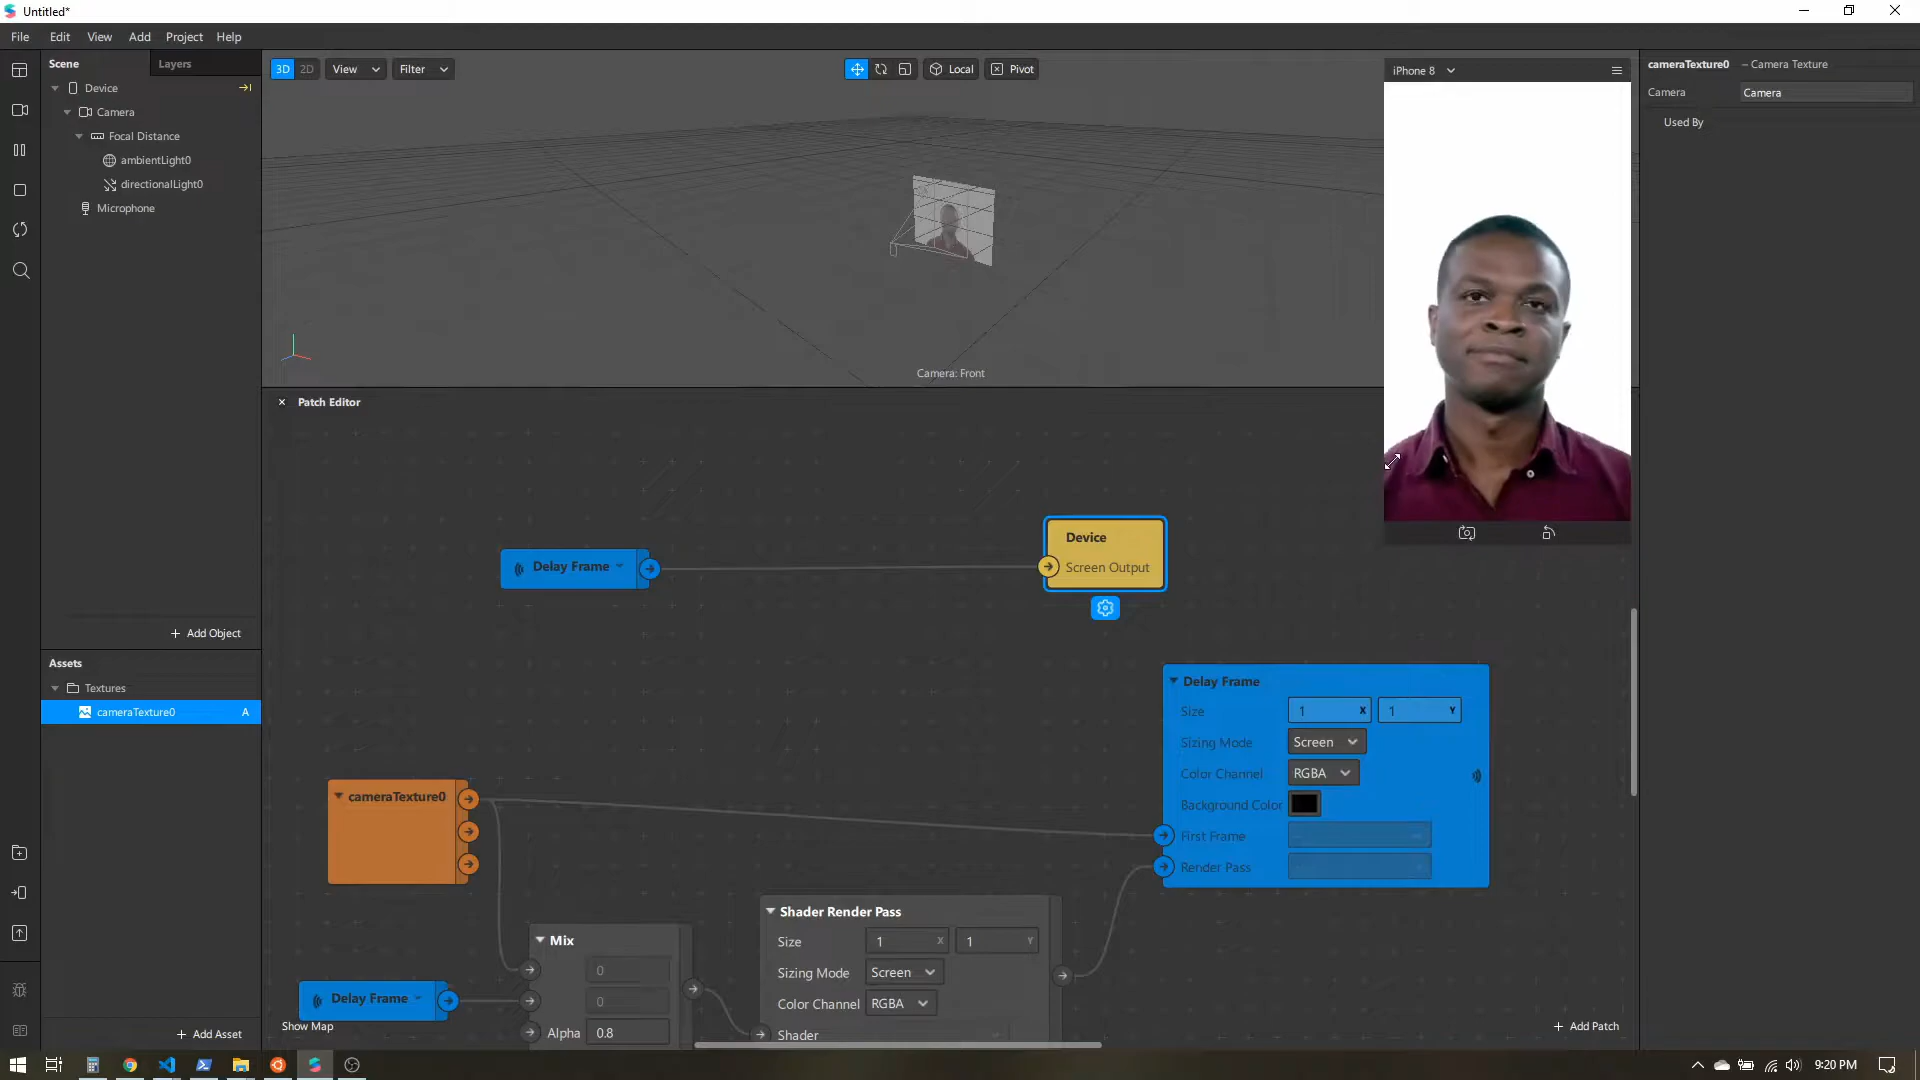 Untitled*
File Edit View Add Project Help
Scene Layers
Device
Camera
Focal Distance
ambientLight0
directionalLight0
Microphone
+ Add Object
Assets
Textures
cameraTexture0 A
+ Add Asset
3D 2D View Filter
Local Pivot
Camera: Front
iPhone 8
cameraTexture0 – Camera Texture
Camera Camera
Used By
× Patch Editor
Delay Frame
Device
Screen Output
Delay Frame
Size 1 X 1 Y
Sizing Mode Screen
Color Channel RGBA
Background Color
First Frame
Render Pass
cameraTexture0
Mix
0
0
Alpha 0.8
Delay Frame
Show Map
Shader Render Pass
Size 1 X 1 Y
Sizing Mode Screen
Color Channel RGBA
Shader
+ Add Patch
9:20 PM